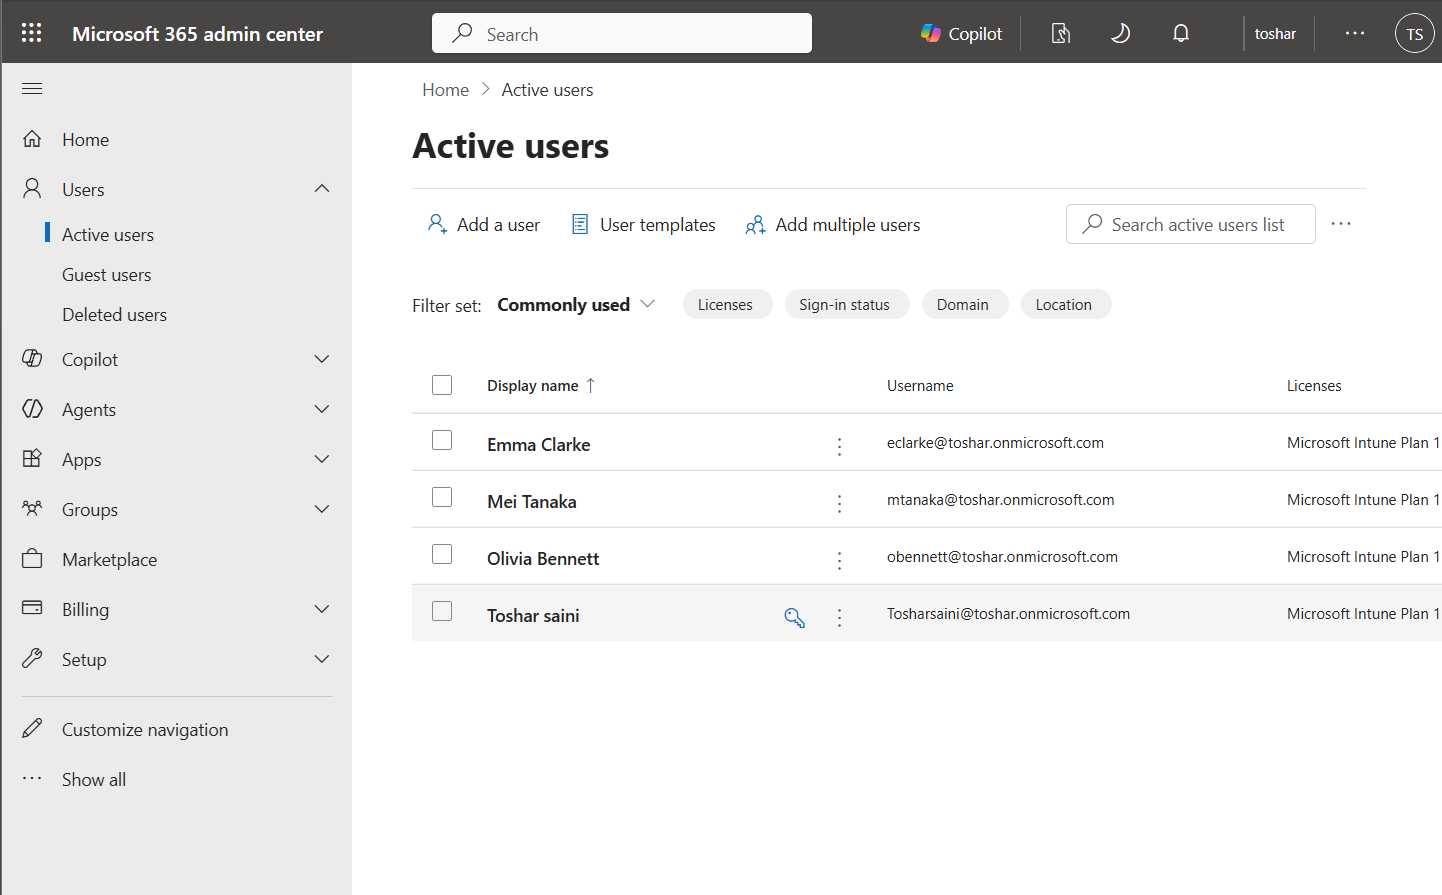 Microsoft 365 admin center
Search
Copilot
toshar
TS
Home
Users
Active users
Guest users
Deleted users
Copilot
Agents
Apps
Groups
Marketplace
Billing
Setup
Customize navigation
Show all
Home > Active users
Active users
Add a user
User templates
Add multiple users
Search active users list
Filter set: Commonly used
Licenses
Sign-in status
Domain
Location
Display name ↑ Username Licenses
Emma Clarke eclarke@toshar.onmicrosoft.com Microsoft Intune Plan 1
Mei Tanaka mtanaka@toshar.onmicrosoft.com Microsoft Intune Plan 1
Olivia Bennett obennett@toshar.onmicrosoft.com Microsoft Intune Plan 1
Toshar saini Tosharsaini@toshar.onmicrosoft.com Microsoft Intune Plan 1